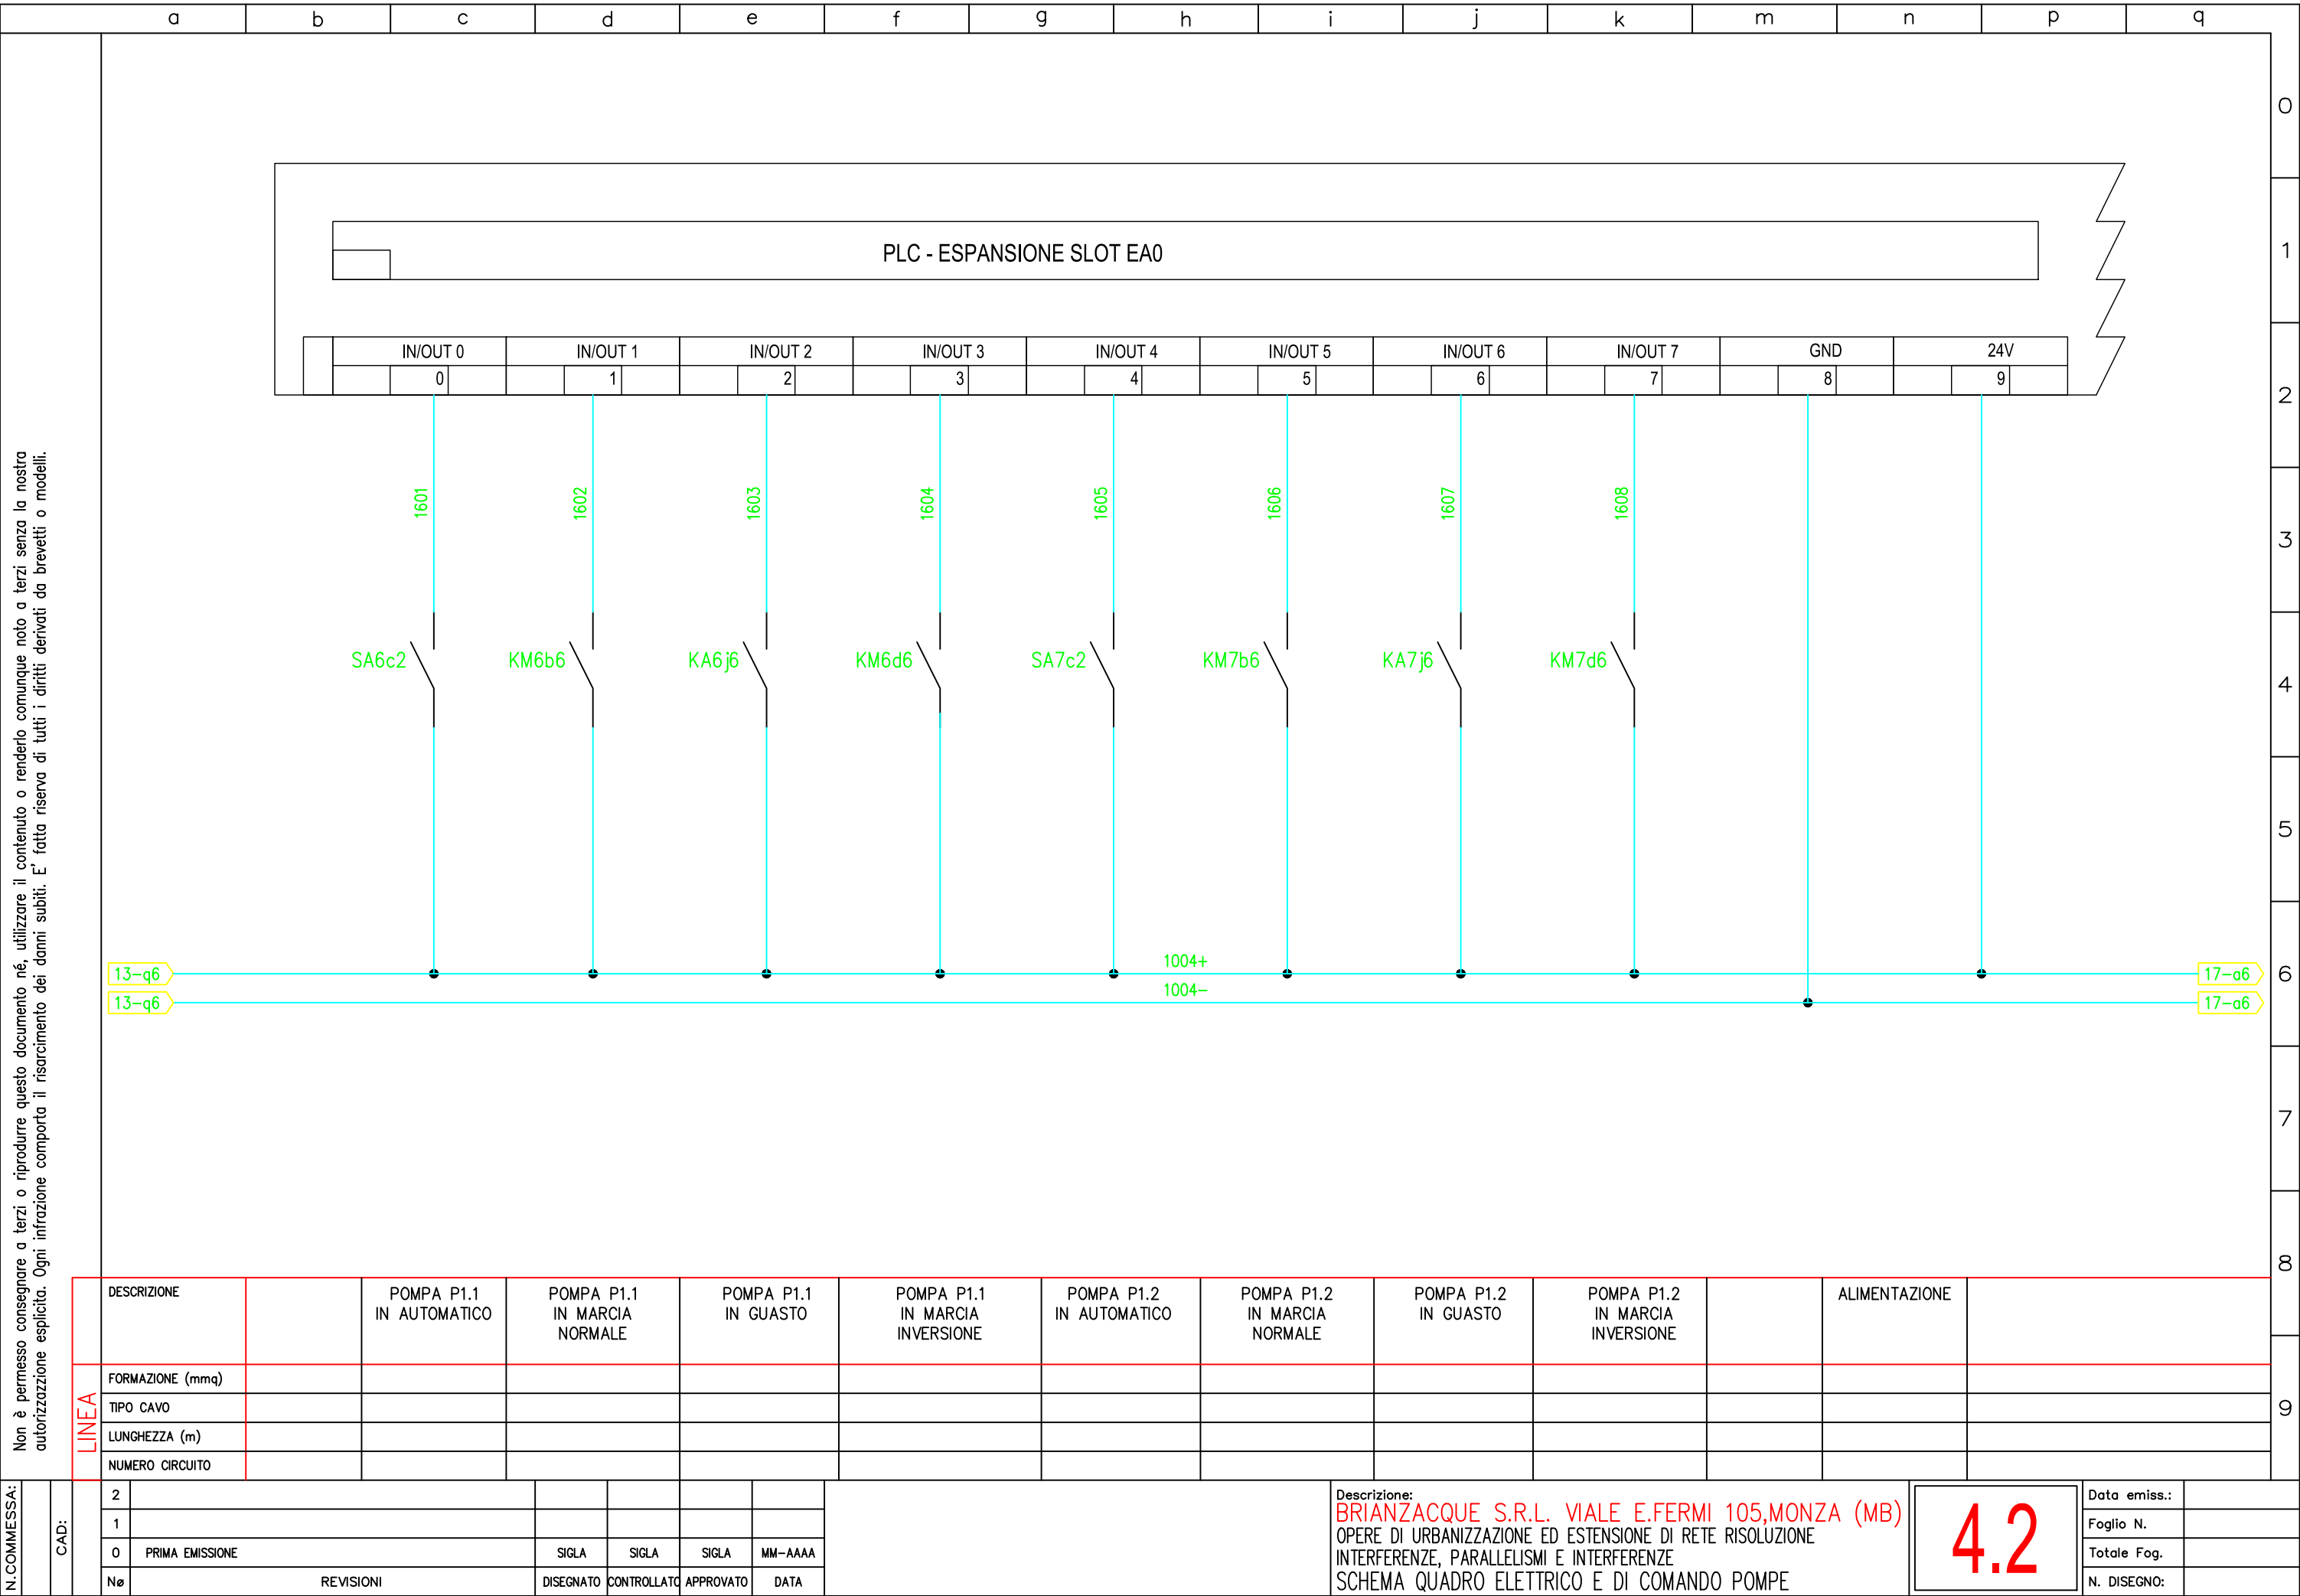 a b c d e f g h i j k m n p q
0
PLC - ESPANSIONE SLOT EA0
1
IN/OUT 0 IN/OUT 1 IN/OUT 2 IN/OUT 3 IN/OUT 4 IN/OUT 5 IN/OUT 6 IN/OUT 7 GND 24V
0 1 2 3 4 5 6 7 8 9
2
1601 1602 1603 1604 1605 1606 1607 1608
3
SA6c2 KM6b6 KA6j6 KM6d6 SA7c2 KM7b6 KA7j6 KM7d6
4
5
1004+
13-q6 17-a6 6
1004-
13-q6 17-a6
7
8
Non è permesso consegnare a terzi o riprodurre questo documento né, utilizzare il contenuto o renderlo comunque noto a terzi senza la nostra
autorizzazzione esplicita. Ogni infrazione comporta il risarcimento dei danni subiti. E' fatta riserva di tutti i diritti derivati da brevetti o modelli.
DESCRIZIONE
POMPA P1.1
IN AUTOMATICO
POMPA P1.1
IN MARCIA
NORMALE
POMPA P1.1
IN GUASTO
POMPA P1.1
IN MARCIA
INVERSIONE
POMPA P1.2
IN AUTOMATICO
POMPA P1.2
IN MARCIA
NORMALE
POMPA P1.2
IN GUASTO
POMPA P1.2
IN MARCIA
INVERSIONE
ALIMENTAZIONE
LINEA
FORMAZIONE (mmq)
TIPO CAVO
9
LUNGHEZZA (m)
NUMERO CIRCUITO
N.COMMESSA:
CAD:
2
1
0 PRIMA EMISSIONE SIGLA SIGLA SIGLA MM-AAAA
Nø REVISIONI DISEGNATO CONTROLLATO APPROVATO DATA
Descrizione:
BRIANZACQUE S.R.L. VIALE E.FERMI 105,MONZA (MB)
OPERE DI URBANIZZAZIONE ED ESTENSIONE DI RETE RISOLUZIONE
INTERFERENZE, PARALLELISMI E INTERFERENZE
SCHEMA QUADRO ELETTRICO E DI COMANDO POMPE
4.2
Data emiss.:
Foglio N.
Totale Fog.
N. DISEGNO: